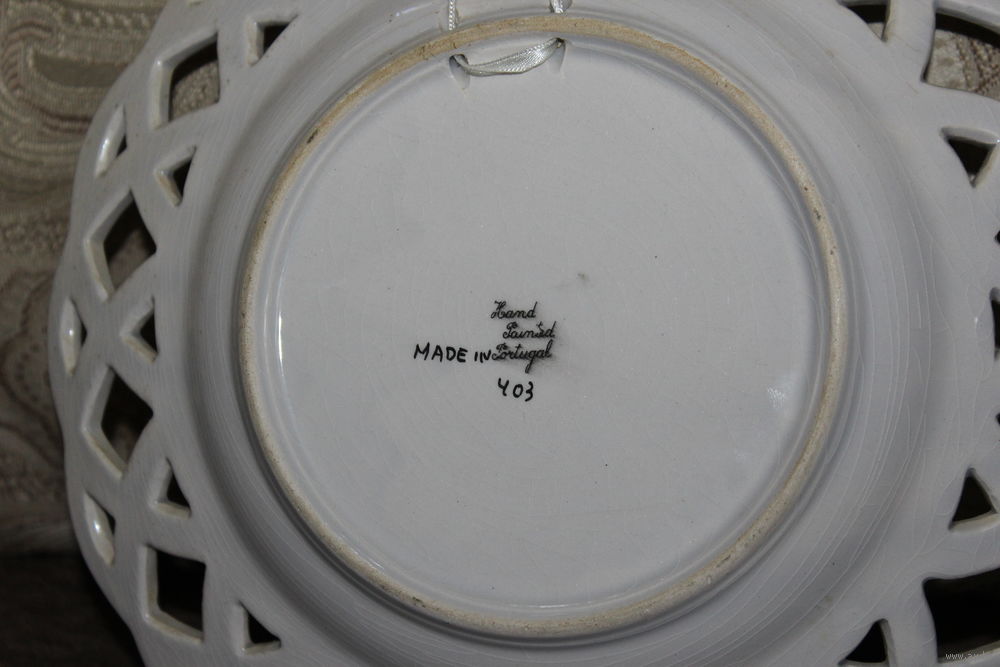 Hand
Painted
MADE IN Portugal
403